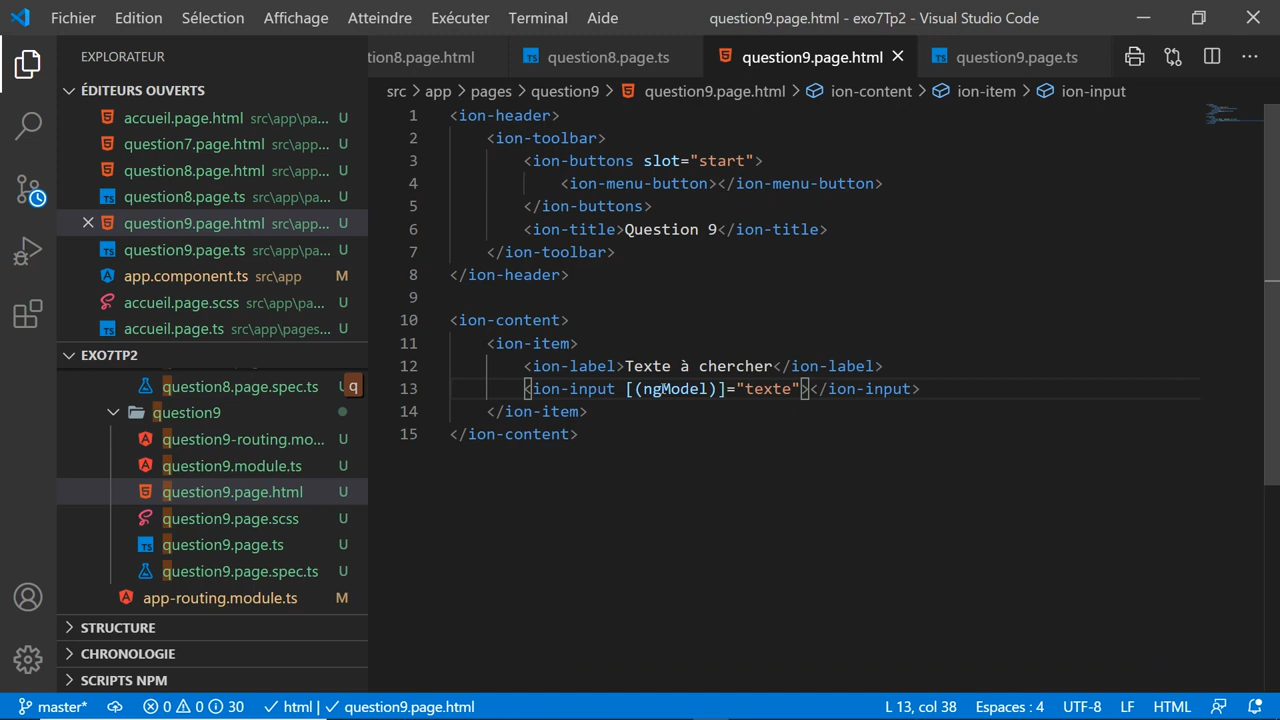 Fichier Edition Sélection Affichage Atteindre Exécuter Terminal Aide question9.page.html - exo7Tp2 - Visual Studio Code
EXPLORATEUR
tion8.page.html question8.page.ts question9.page.html question9.page.ts
ÉDITEURS OUVERTS
src > app > pages > question9 > question9.page.html > ion-content > ion-item > ion-input
accueil.page.html src\app\pa... U
question7.page.html src\app\pa... U
question8.page.html src\app\pa... U
question8.page.ts src\app\pa... U
question9.page.html src\app... U
question9.page.ts src\app\pa... U
app.component.ts src\app M
accueil.page.scss src\app\pa... U
accueil.page.ts src\app\pages... U
EXO7TP2
question8.page.spec.ts U q
question9
question9-routing.mo... U
question9.module.ts U
question9.page.html U
question9.page.scss U
question9.page.ts U
question9.page.spec.ts U
app-routing.module.ts M
STRUCTURE
CHRONOLOGIE
SCRIPTS NPM
1 <ion-header>
2 <ion-toolbar>
3 <ion-buttons slot="start">
4 <ion-menu-button></ion-menu-button>
5 </ion-buttons>
6 <ion-title>Question 9</ion-title>
7 </ion-toolbar>
8 </ion-header>
9
10 <ion-content>
11 <ion-item>
12 <ion-label>Texte à chercher</ion-label>
13 <ion-input [(ngModel)]="texte"></ion-input>
14 </ion-item>
15 </ion-content>
master* 0 0 30 html | question9.page.html L 13, col 38 Espaces : 4 UTF-8 LF HTML